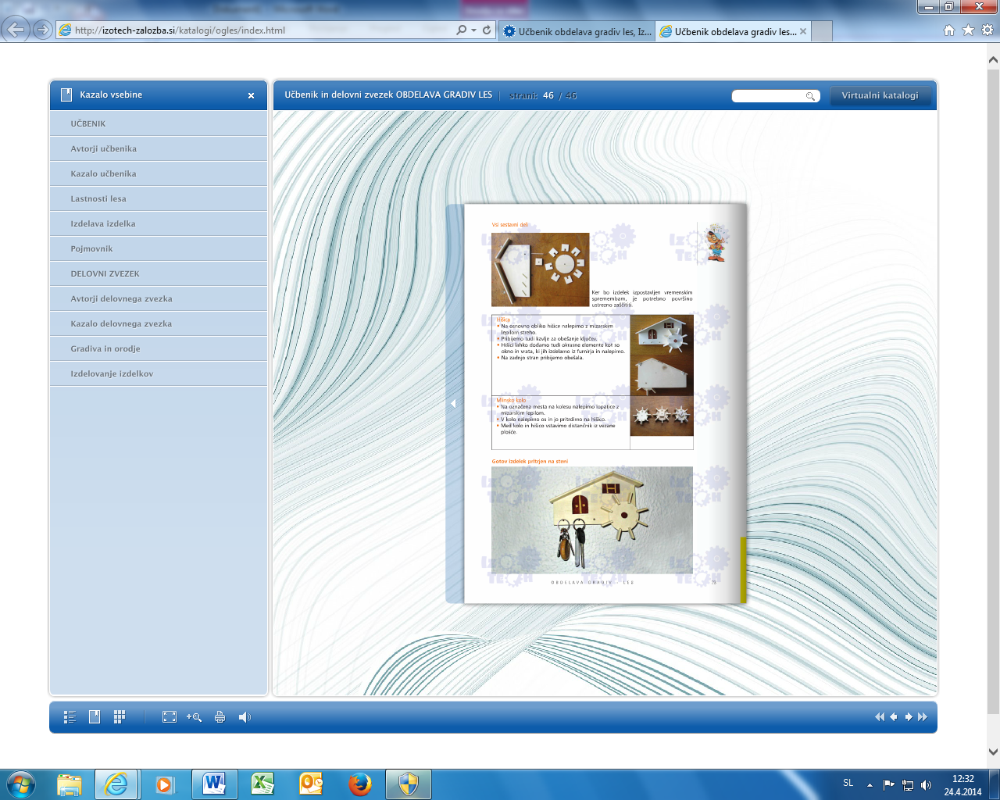 http://izotech-zalozba.si/katalogi/ogles/index.html
Učbenik obdelava gradiv les, Iz...
Učbenik obdelava gradiv les...
Kazalo vsebine
UČBENIK
Avtorji učbenika
Kazalo učbenika
Lastnosti lesa
Izdelava izdelka
Pojmovnik
DELOVNI ZVEZEK
Avtorji delovnega zvezka
Kazalo delovnega zvezka
Gradiva in orodje
Izdelovanje izdelkov
Učbenik in delovni zvezek OBDELAVA GRADIV LES
strani: 46 / 46
Virtualni katalogi
Vsi sestavni deli
Ker bo izdelek izpostavljen vremenskim
spremembam, je potrebno površino
ustrezno zaščititi.
Hišica
• Na osnovno obliko hišice nalepimo z mizarskim
lepilom streho.
• Pribijemo tudi kavlje za obešanje ključev.
• Hišici lahko dodamo tudi okrasne elemente kot so
okno in vrata, ki jih izdelamo iz furnirja in nalepimo.
• Na zadnjo stran pribijemo obešala.
Mlinsko kolo
• Na označena mesta na kolesu nalepimo lopatice z
mizarskim lepilom.
• V kolo nalepimo os in jo pritrdimo na hišico.
• Med kolo in hišico vstavimo distančnik iz vezane
plošče.
Gotov izdelek pritrjen na steni
IZO TECH
OBDELAVA GRADIV LES
SL
12:32
24.4.2014